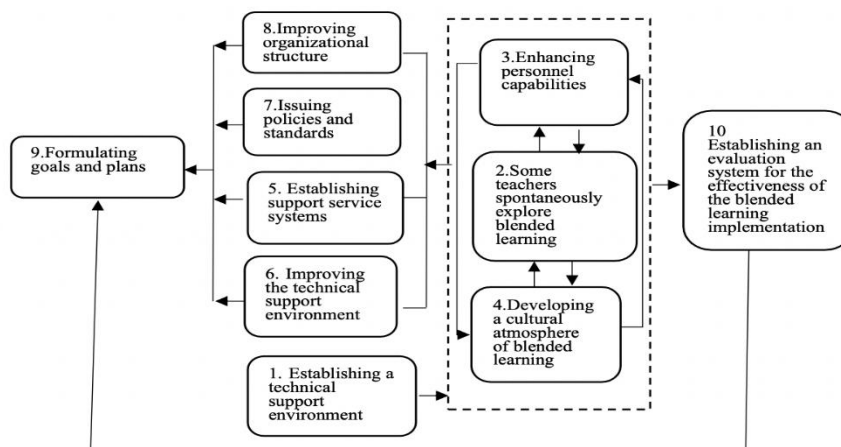 8.Improving
organizational
structure
7.Issuing
policies and
standards
9.Formulating
goals and plans
5. Establishing
support service
systems
6. Improving
the technical
support
environment
1. Establishing a
technical
support
environment
3.Enhancing
personnel
capabilities
2.Some
teachers
spontaneously
explore
blended
learning
4.Developing
a cultural
atmosphere
of blended
learning
10
Establishing an
evaluation
system for the
effectiveness of
the blended
learning
implementation